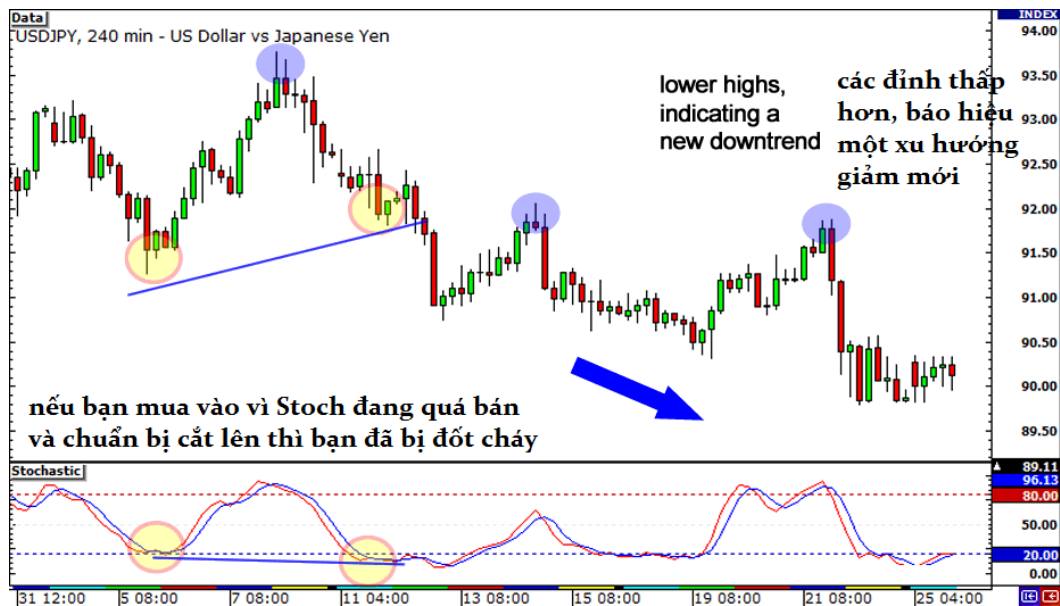 Data
INDEX
USDJPY, 240 min - US Dollar vs Japanese Yen
94.00
93.50
93.00
92.50
92.00
91.50
91.00
90.50
90.00
89.50
lower highs,
indicating a
new downtrend
các đỉnh thấp
hơn, báo hiệu
một xu hướng
giảm mới
nếu bạn mua vào vì Stoch đang quá bán
và chuẩn bị cắt lên thì bạn đã bị đốt cháy
Stochastic
89.11
96.13
80.00
50.00
20.00
0.00
31 12:00
5 08:00
7 08:00
11 04:00
13 08:00
15 08:00
19 08:00
21 08:00
25 04:00